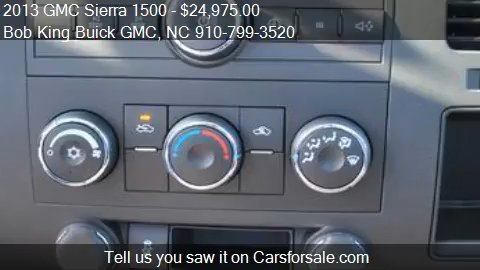 2013 GMC Sierra 1500 - $24,975.00
Bob King Buick GMC, NC 910-799-3520
Tell us you saw it on Carsforsale.com